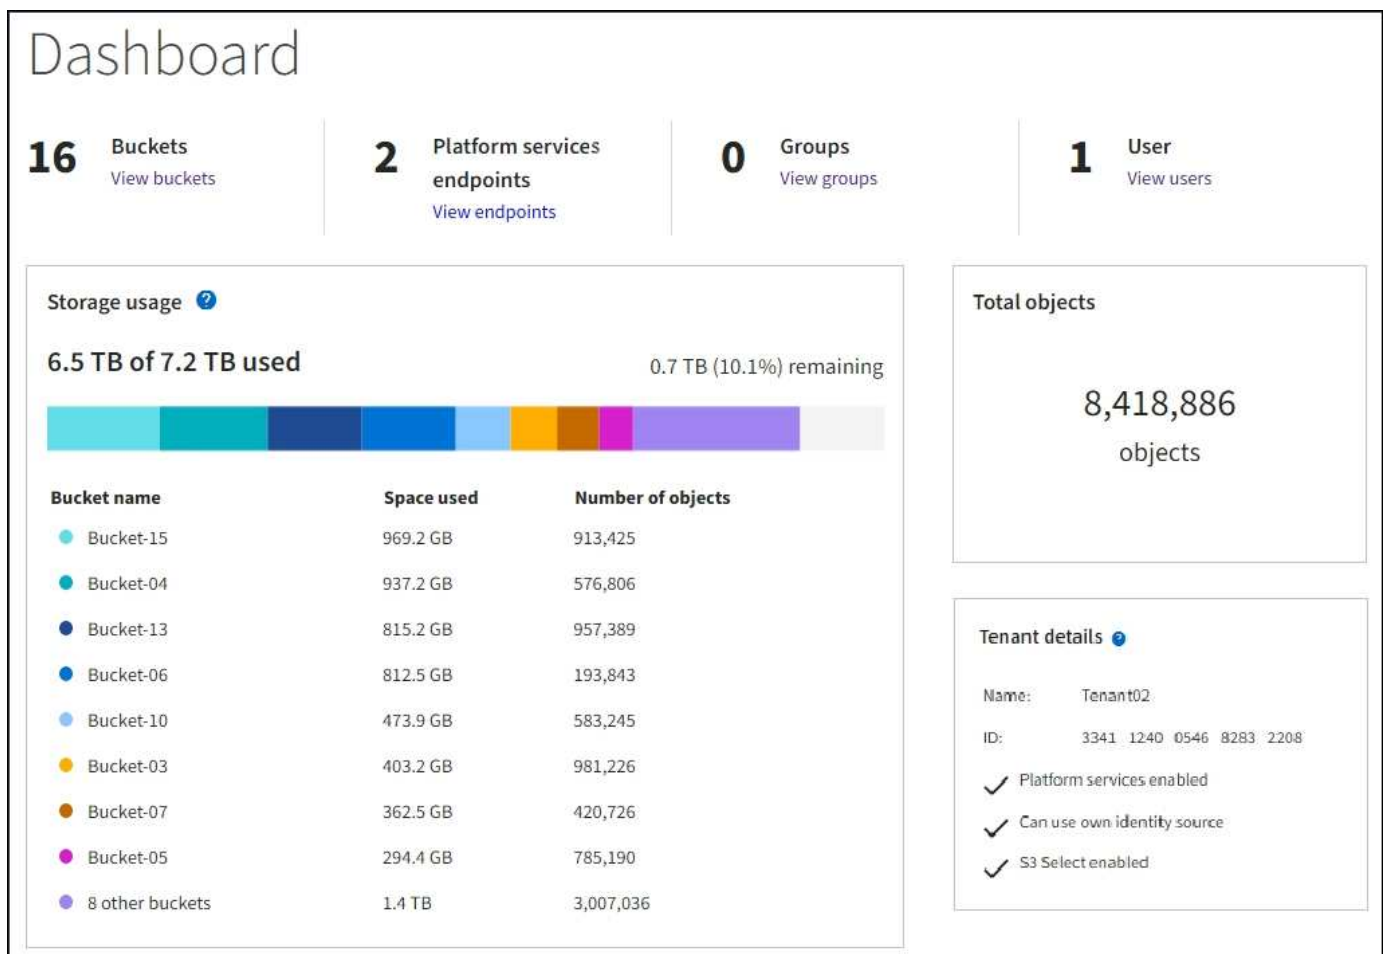 Dashboard
16 Buckets
View buckets
2 Platform services
endpoints
View endpoints
0 Groups
View groups
1 User
View users
Storage usage ?
6.5 TB of 7.2 TB used
0.7 TB (10.1%) remaining
Bucket name Space used Number of objects
Bucket-15 969.2 GB 913,425
Bucket-04 937.2 GB 576,806
Bucket-13 815.2 GB 957,389
Bucket-06 812.5 GB 193,843
Bucket-10 473.9 GB 583,245
Bucket-03 403.2 GB 981,226
Bucket-07 362.5 GB 420,726
Bucket-05 294.4 GB 785,190
8 other buckets 1.4 TB 3,007,036
Total objects
8,418,886
objects
Tenant details ?
Name: Tenant02
ID: 3341 1240 0546 8283 2208
Platform services enabled
Can use own identity source
S3 Select enabled